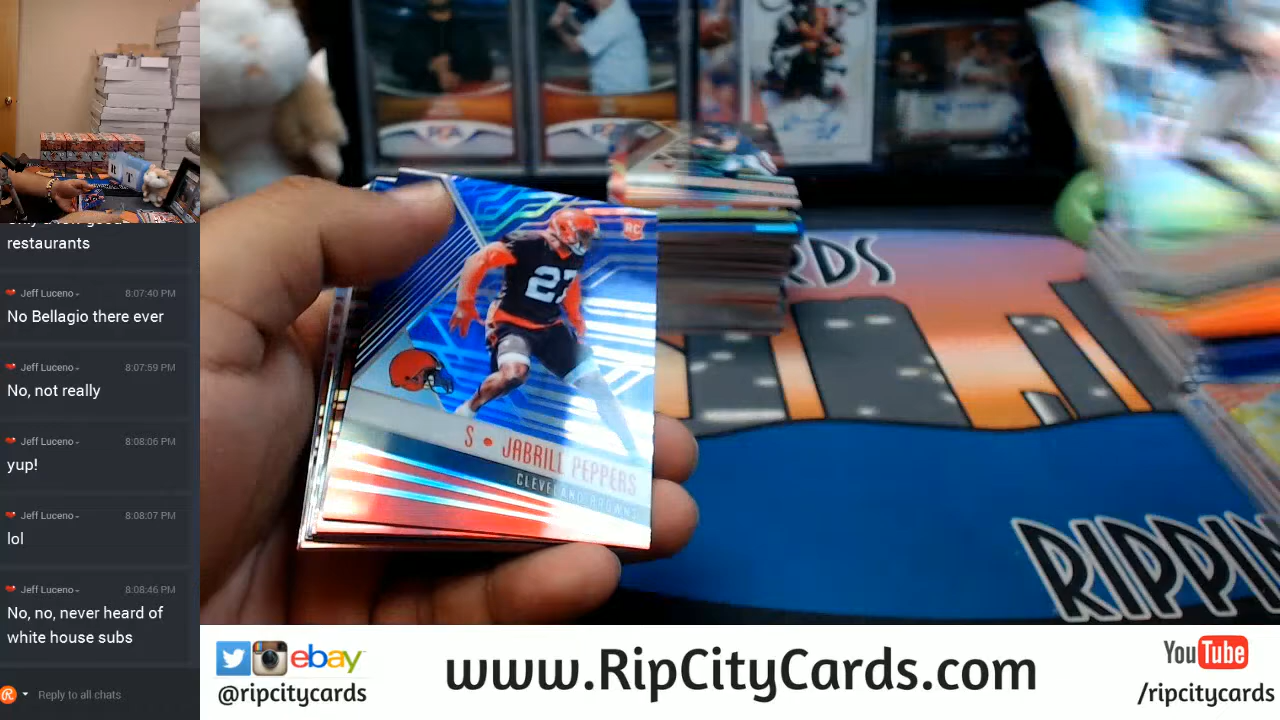 restaurants
Jeff Luceno 8:07:40 PM
No Bellagio there ever
Jeff Luceno 8:07:59 PM
No, not really
Jeff Luceno 8:08:06 PM
yup!
Jeff Luceno 8:08:07 PM
lol
Jeff Luceno 8:08:46 PM
No, no, never heard of
white house subs
Reply to all chats
RC
27
S • JABRILL PEPPERS
CLEVELAND BROWNS
RDS
RIPPIN
ebay
@ripcitycards
www.RipCityCards.com
YouTube
/ripcitycards